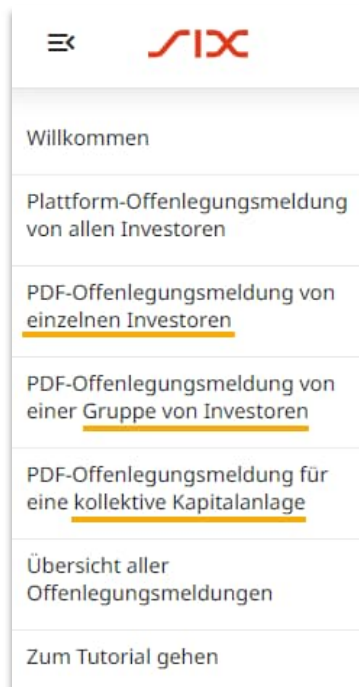 SIX
Willkommen
Plattform-Offenlegungsmeldung
von allen Investoren
PDF-Offenlegungsmeldung von
einzelnen Investoren
PDF-Offenlegungsmeldung von
einer Gruppe von Investoren
PDF-Offenlegungsmeldung für
eine kollektive Kapitalanlage
Übersicht aller
Offenlegungsmeldungen
Zum Tutorial gehen